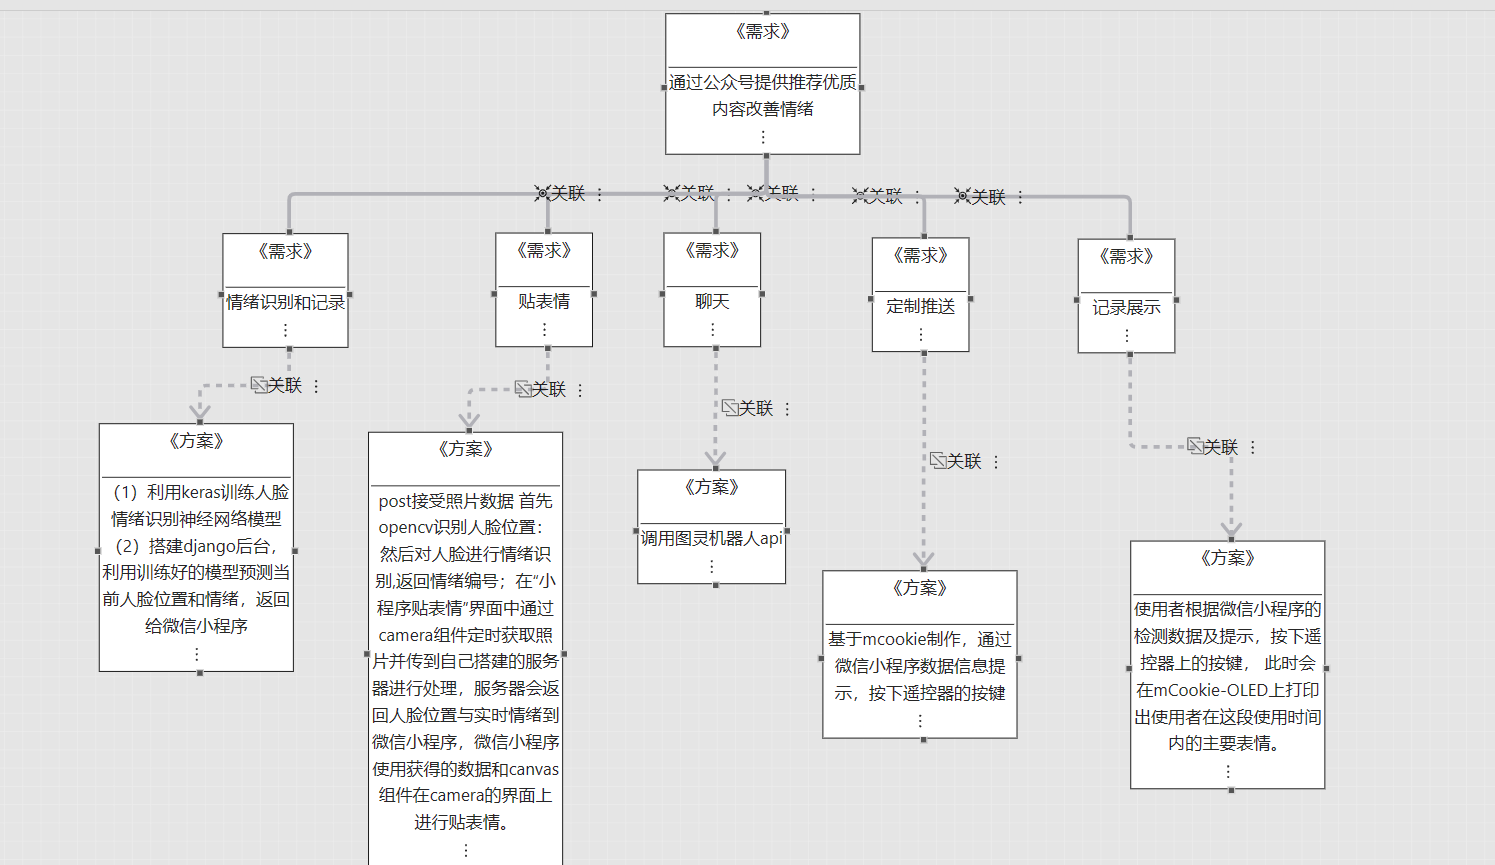 《需求》
通过公众号提供推荐优质
内容改善情绪
关联
关联
关联
关联
关联
《需求》
情绪识别和记录
《需求》
贴表情
《需求》
聊天
《需求》
定制推送
《需求》
记录展示
关联
关联
关联
关联
关联
《方案》
（1）利用keras训练人脸
情绪识别神经网络模型
（2）搭建django后台，
利用训练好的模型预测当
前人脸位置和情绪，返回
给微信小程序
《方案》
post接受照片数据 首先
opencv识别人脸位置：
然后对人脸进行情绪识
别,返回情绪编号；在“小
程序贴表情”界面中通过
camera组件定时获取照
片并传到自己搭建的服务
器进行处理，服务器会返
回人脸位置与实时情绪到
微信小程序，微信小程序
使用获得的数据和canvas
组件在camera的界面上
进行贴表情。
《方案》
调用图灵机器人api
《方案》
基于mcookie制作，通过
微信小程序数据信息提
示，按下遥控器的按键
《方案》
使用者根据微信小程序的
检测数据及提示，按下遥
控器上的按键， 此时会
在mCookie-OLED上打印
出使用者在这段使用时间
内的主要表情。